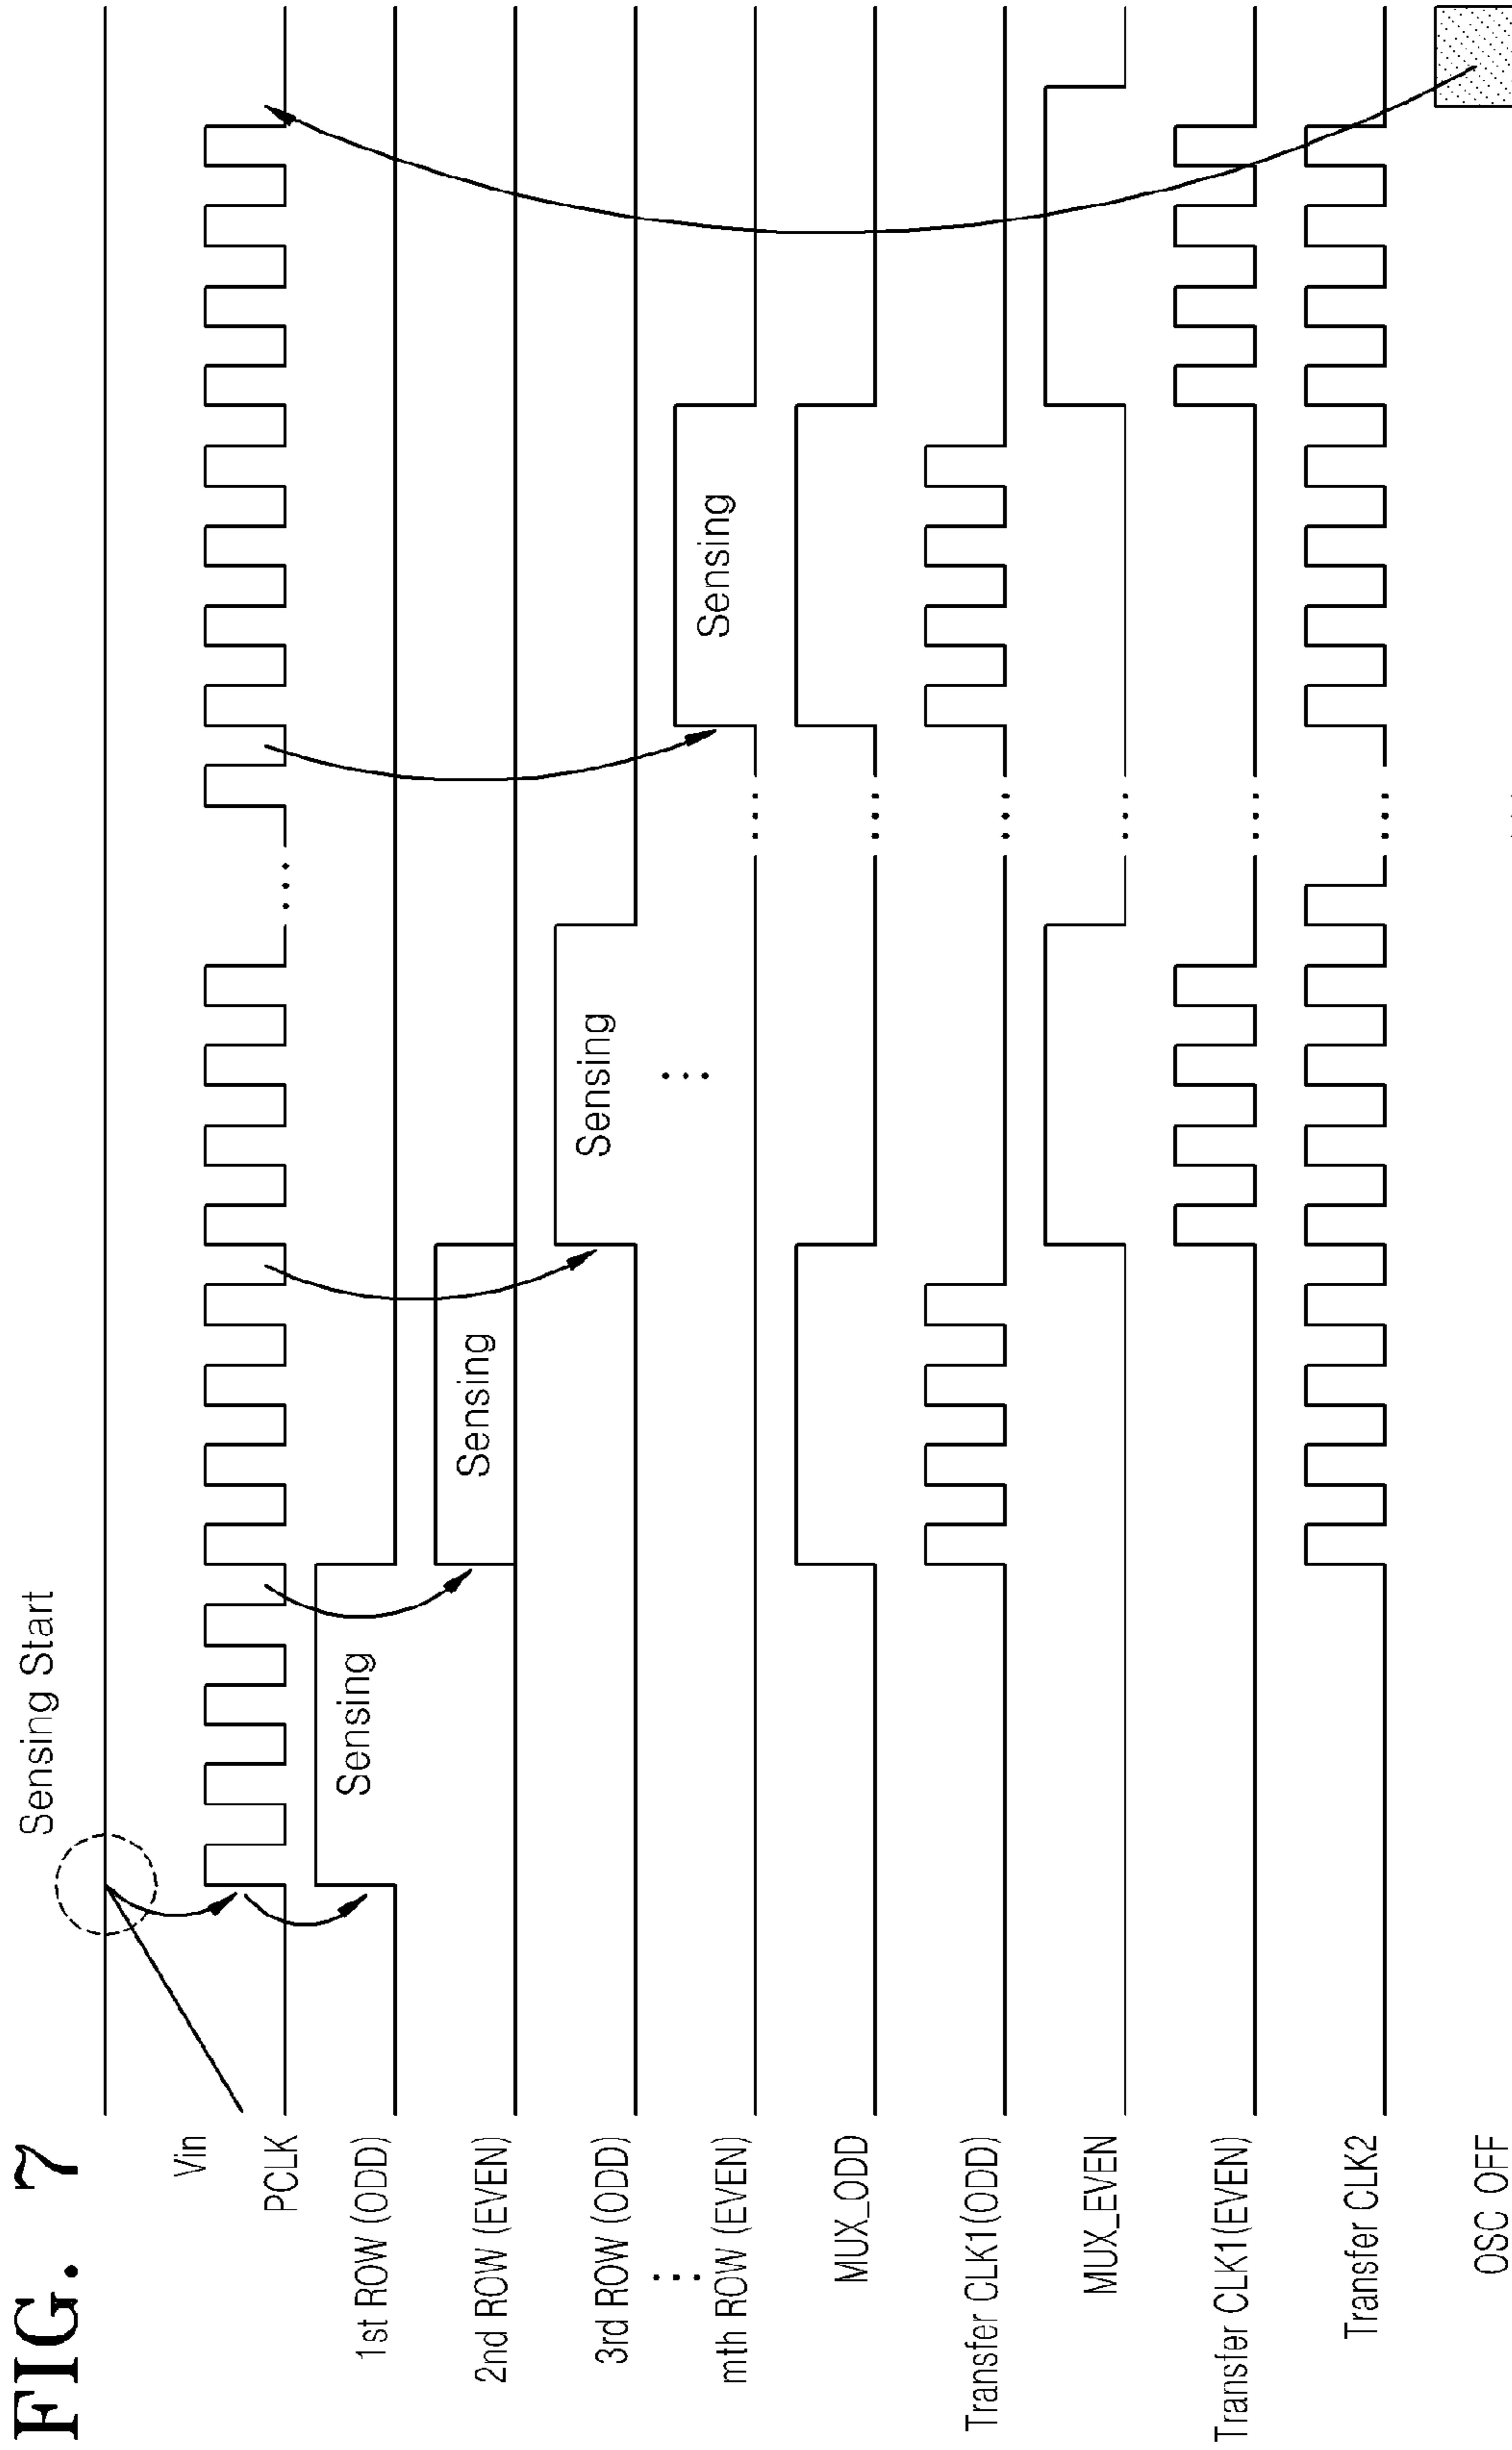 FIG. 7
Sensing Start
Vin
PCLK
1st ROW (ODD)
Sensing
2nd ROW (EVEN)
Sensing
3rd ROW (ODD)
Sensing
⋮
...
mth ROW (EVEN)
Sensing
MUX_ODD
Transfer CLK1(ODD)
MUX_EVEN
Transfer CLK1(EVEN)
Transfer CLK2
OSC OFF